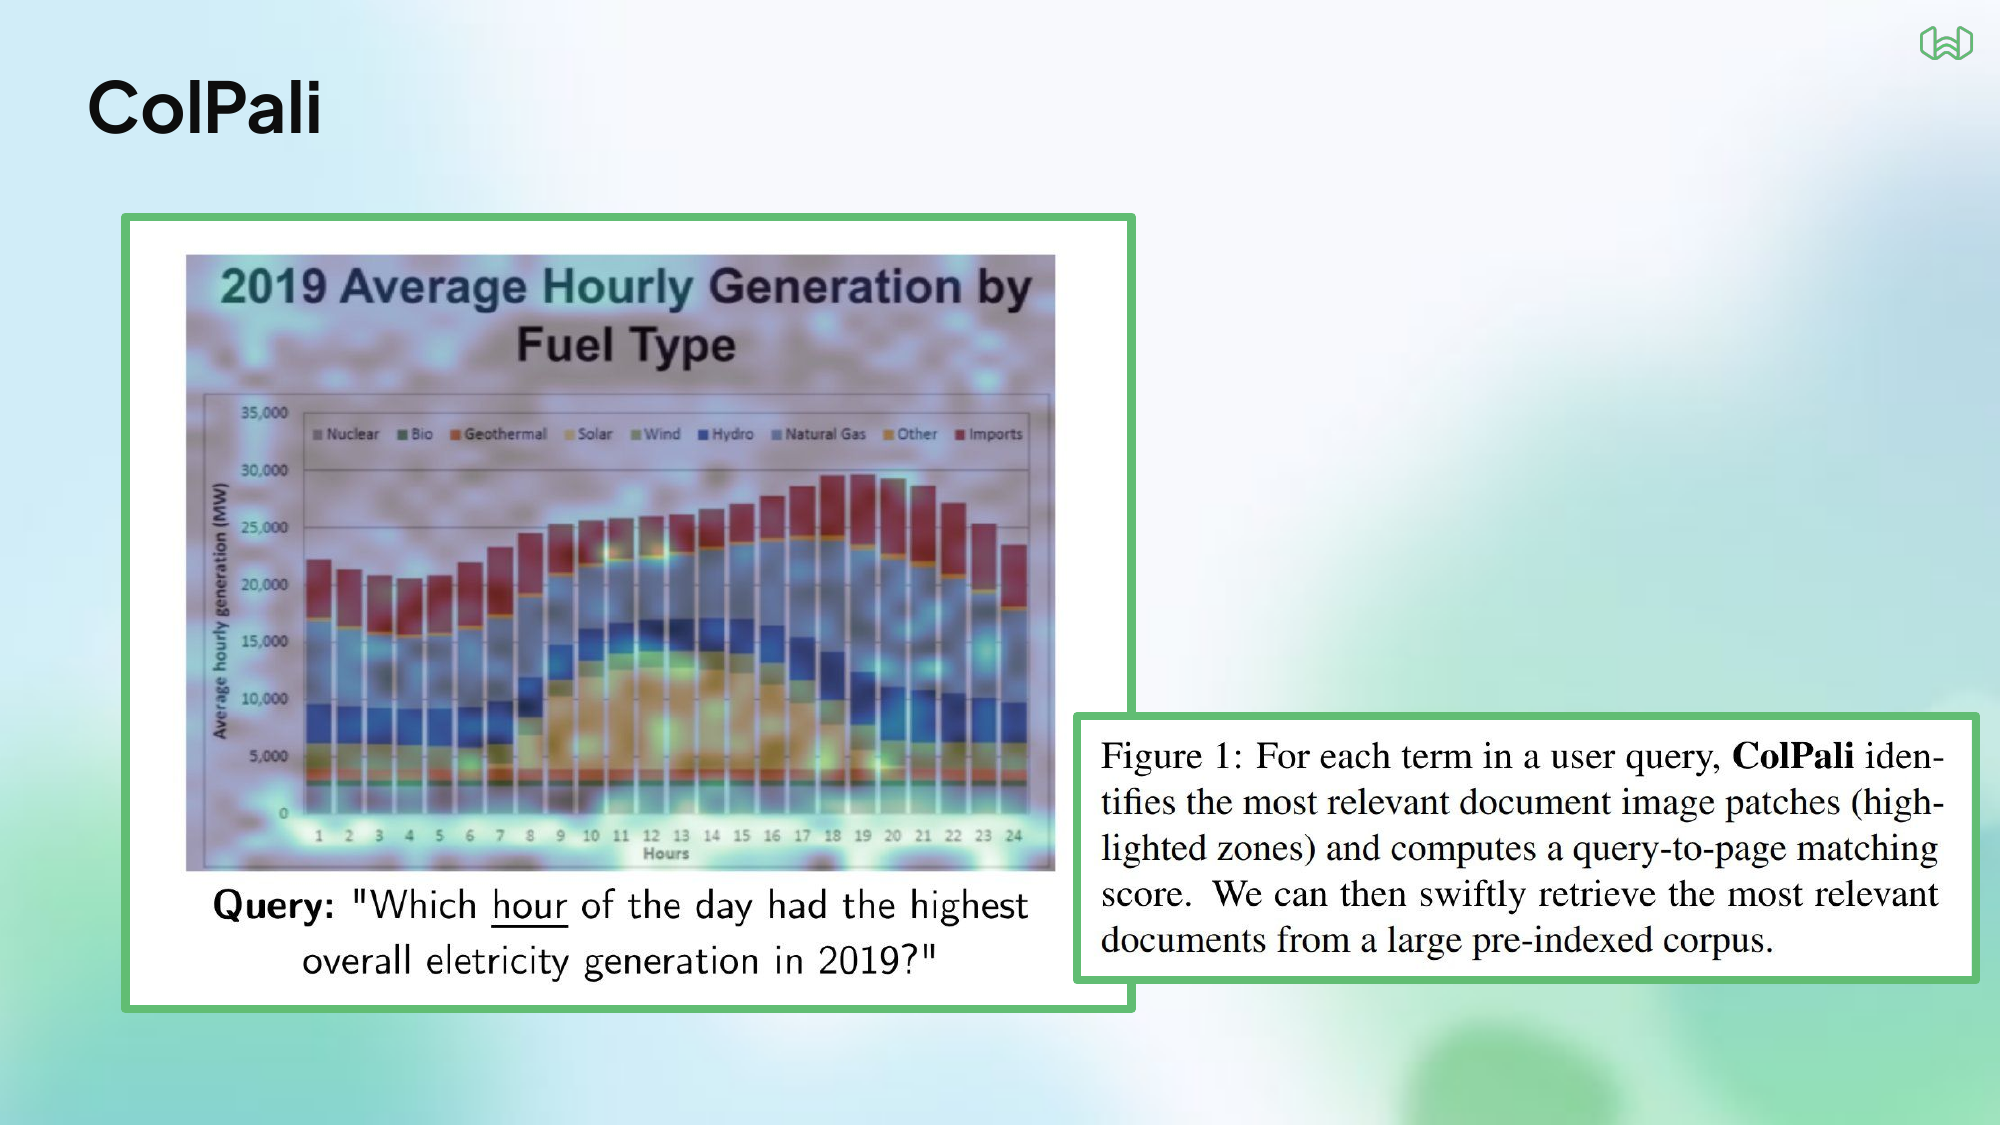 ColPali
2019 Average Hourly Generation by
Fuel Type
35,000
Nuclear Bio Geothermal Solar Wind Hydro Natural Gas Other Imports
30,000
25,000
20,000
15,000
10,000
5,000
0
Average hourly generation (MW)
1 2 3 4 5 6 7 8 9 10 11 12 13 14 15 16 17 18 19 20 21 22 23 24
Hours
Query: "Which hour of the day had the highest
overall eletricity generation in 2019?"
Figure 1: For each term in a user query, ColPali iden-
tifies the most relevant document image patches (high-
lighted zones) and computes a query-to-page matching
score. We can then swiftly retrieve the most relevant
documents from a large pre-indexed corpus.